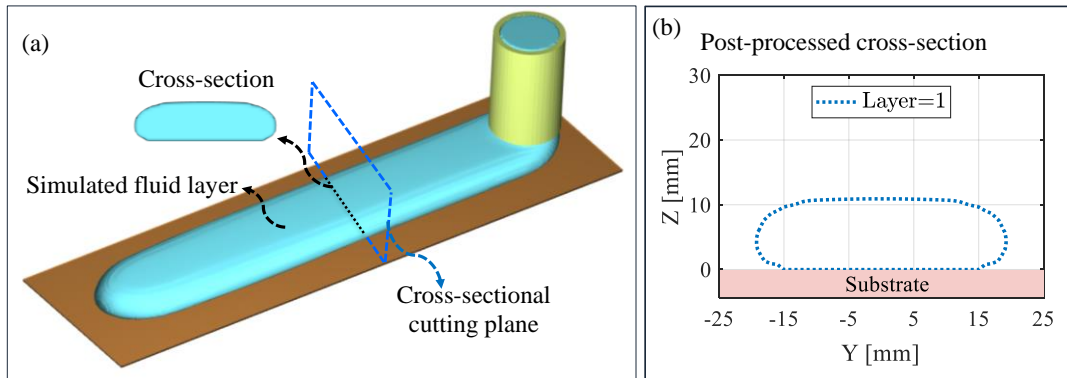 (a)
Cross-section
Simulated fluid layer
Cross-sectional
cutting plane
(b)
Post-processed cross-section
Layer=1
Z [mm]
30
20
10
0
Substrate
-25
-15
-5
5
15
25
Y [mm]